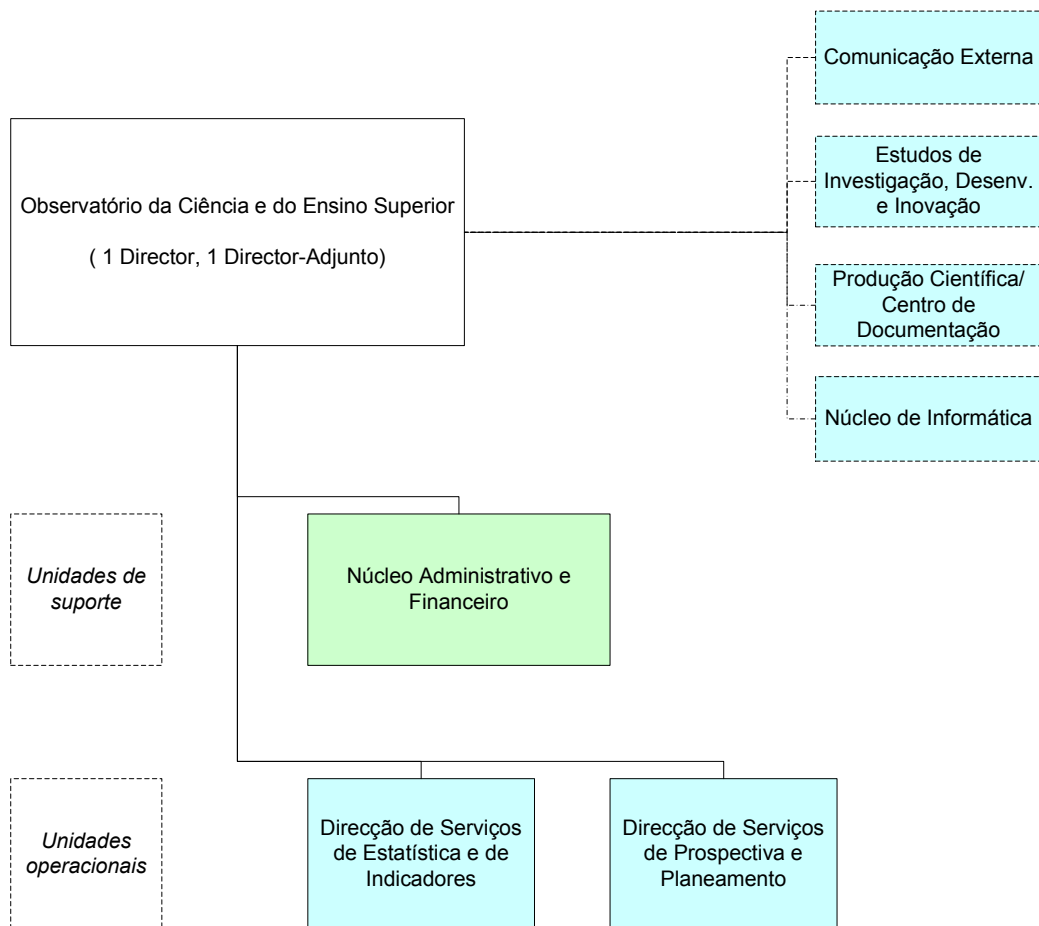 Comunicação Externa
Observatório da Ciência e do Ensino Superior
( 1 Director, 1 Director-Adjunto)
Estudos de
Investigação, Desenv.
e Inovação
Produção Científica/
Centro de
Documentação
Núcleo de Informática
Unidades de
suporte
Núcleo Administrativo e
Financeiro
Unidades
operacionais
Direcção de Serviços
de Estatística e de
Indicadores
Direcção de Serviços
de Prospectiva e
Planeamento